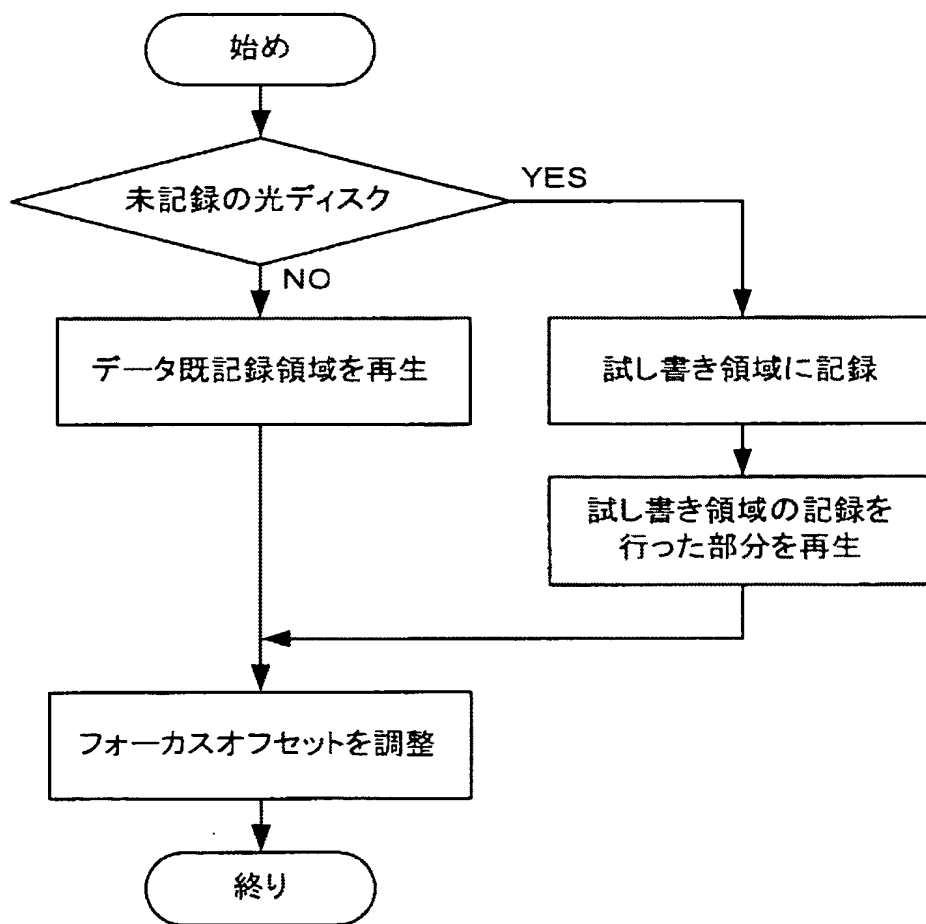 始め
未記録の光ディスク
YES
NO
データ既記録領域を再生
試し書き領域に記録
試し書き領域の記録を
行った部分を再生
フォーカスオフセットを調整
終り